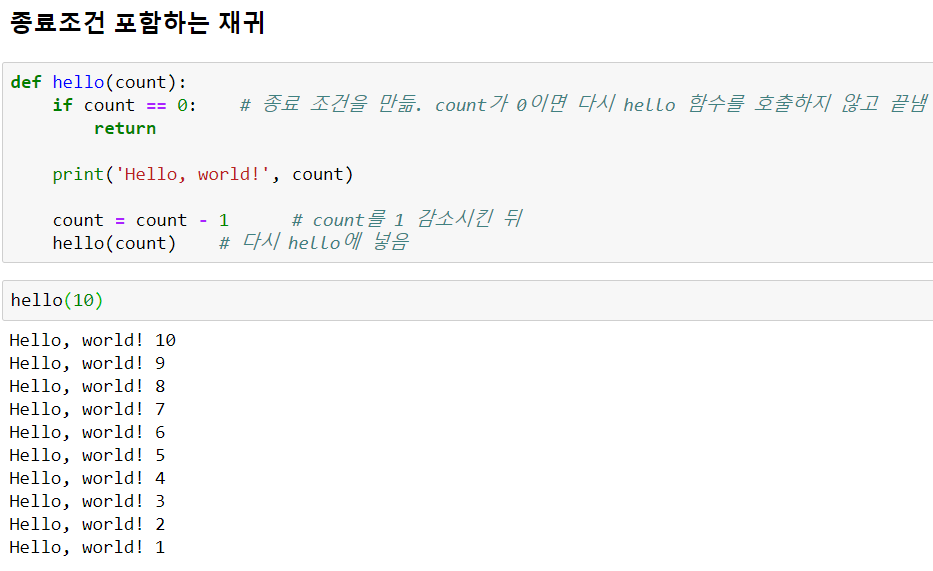 종료조건 포함하는 재귀
def hello(count):
    if count == 0:    # 종료 조건을 만듦. count가 0이면 다시 hello 함수를 호출하지 않고 끝냄
        return
    print('Hello, world!', count)
    count = count - 1      # count를 1 감소시킨 뒤
    hello(count)    # 다시 hello에 넣음
hello(10)
Hello, world! 10
Hello, world! 9
Hello, world! 8
Hello, world! 7
Hello, world! 6
Hello, world! 5
Hello, world! 4
Hello, world! 3
Hello, world! 2
Hello, world! 1